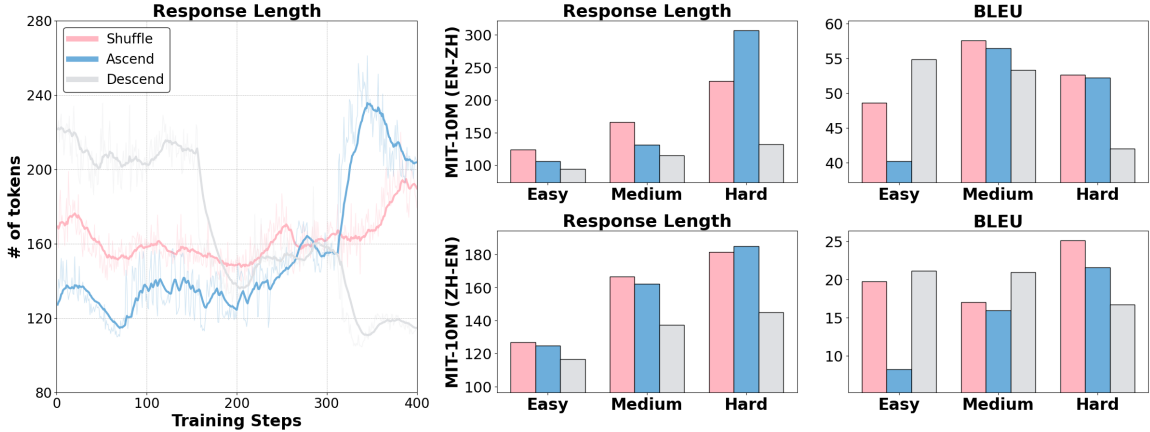 Response Length
280
240
200
160
120
80
# of tokens
Shuffle
Ascend
Descend
0 100 200 300 400
Training Steps
Response Length
MIT-10M (EN-ZH)
300
250
200
150
100
Easy Medium Hard
BLEU
60
55
50
45
40
Easy Medium Hard
Response Length
MIT-10M (ZH-EN)
180
160
140
120
100
Easy Medium Hard
BLEU
25
20
15
10
Easy Medium Hard